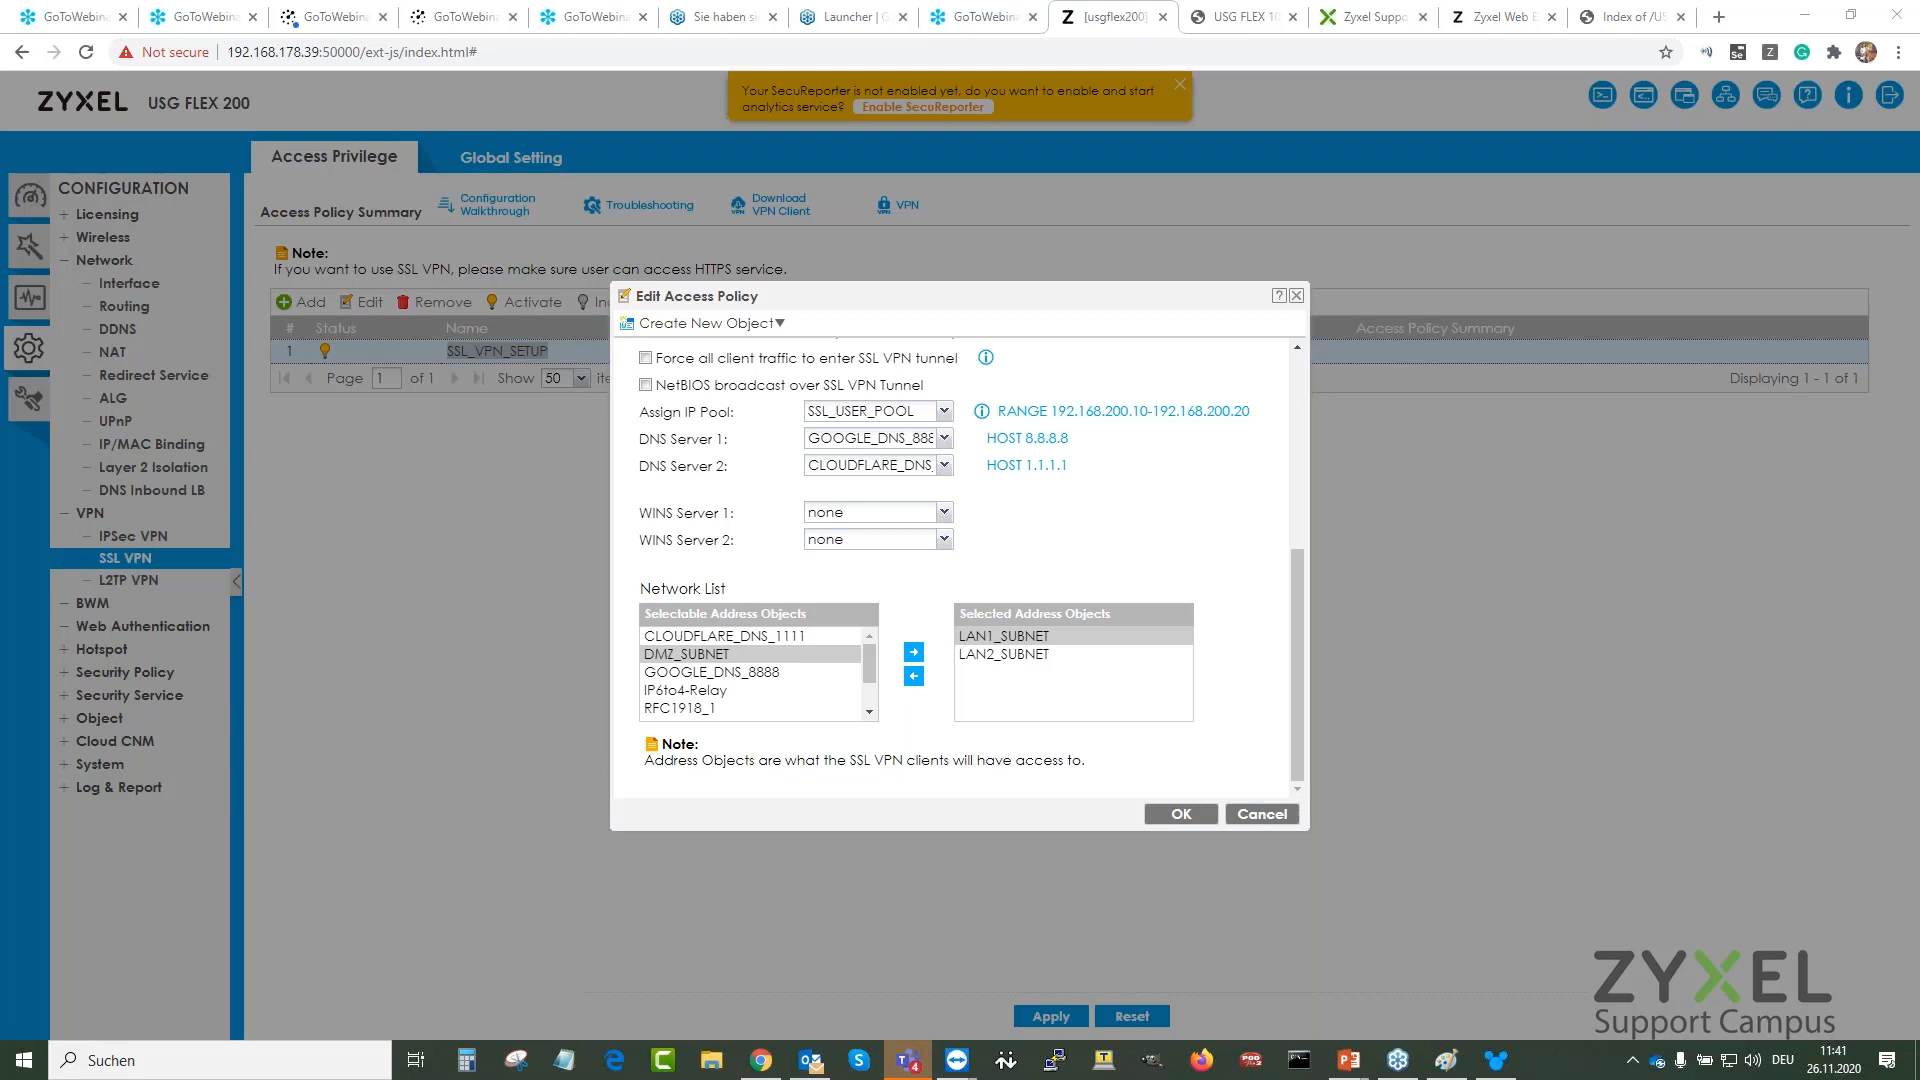 GoToWebina
GoToWebina
GoToWebina
GoToWebina
GoToWebina
Sie haben si
Launcher | G
GoToWebina
[usgflex200]
USG FLEX 10
Zyxel Suppo
Zyxel Web E
Index of /US
Not secure
192.168.178.39:50000/ext-js/index.html#
ZYXEL USG FLEX 200
Your SecuReporter is not enabled yet, do you want to enable and start
analytics service? Enable SecuReporter
Access Privilege
Global Setting
CONFIGURATION
Licensing
Wireless
Network
Interface
Routing
DDNS
NAT
Redirect Service
ALG
UPnP
IP/MAC Binding
Layer 2 Isolation
DNS Inbound LB
VPN
IPSec VPN
SSL VPN
L2TP VPN
BWM
Web Authentication
Hotspot
Security Policy
Security Service
Object
Cloud CNM
System
Log & Report
Access Policy Summary
Configuration
Walkthrough
Troubleshooting
Download
VPN Client
VPN
Note:
If you want to use SSL VPN, please make sure user can access HTTPS service.
Add Edit Remove Activate In
# Status Name Access Policy Summary
1 SSL_VPN_SETUP
Page 1 of 1 Show 50 ite
Displaying 1 - 1 of 1
Edit Access Policy
Create New Object
Force all client traffic to enter SSL VPN tunnel
NetBIOS broadcast over SSL VPN Tunnel
Assign IP Pool: SSL_USER_POOL RANGE 192.168.200.10-192.168.200.20
DNS Server 1: GOOGLE_DNS_888 HOST 8.8.8.8
DNS Server 2: CLOUDFLARE_DNS_ HOST 1.1.1.1
WINS Server 1: none
WINS Server 2: none
Network List
Selectable Address Objects
CLOUDFLARE_DNS_1111
DMZ_SUBNET
GOOGLE_DNS_8888
IP6to4-Relay
RFC1918_1
Selected Address Objects
LAN1_SUBNET
LAN2_SUBNET
Note:
Address Objects are what the SSL VPN clients will have access to.
OK Cancel
Apply Reset
ZYXEL
Support Campus
Suchen
DEU
11:41
26.11.2020